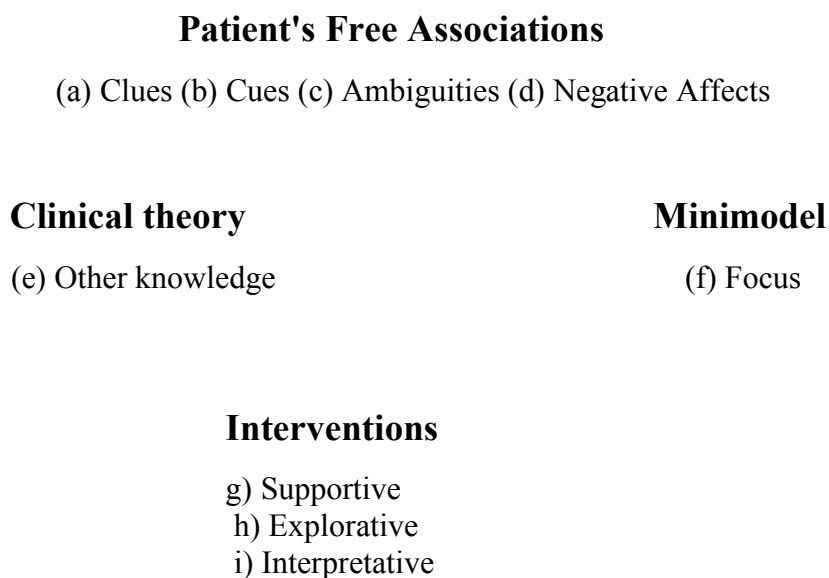 Patient's Free Associations
(a) Clues (b) Cues (c) Ambiguities (d) Negative Affects
Clinical theory
Minimodel
(e) Other knowledge
(f) Focus
Interventions
g) Supportive
h) Explorative
i) Interpretative